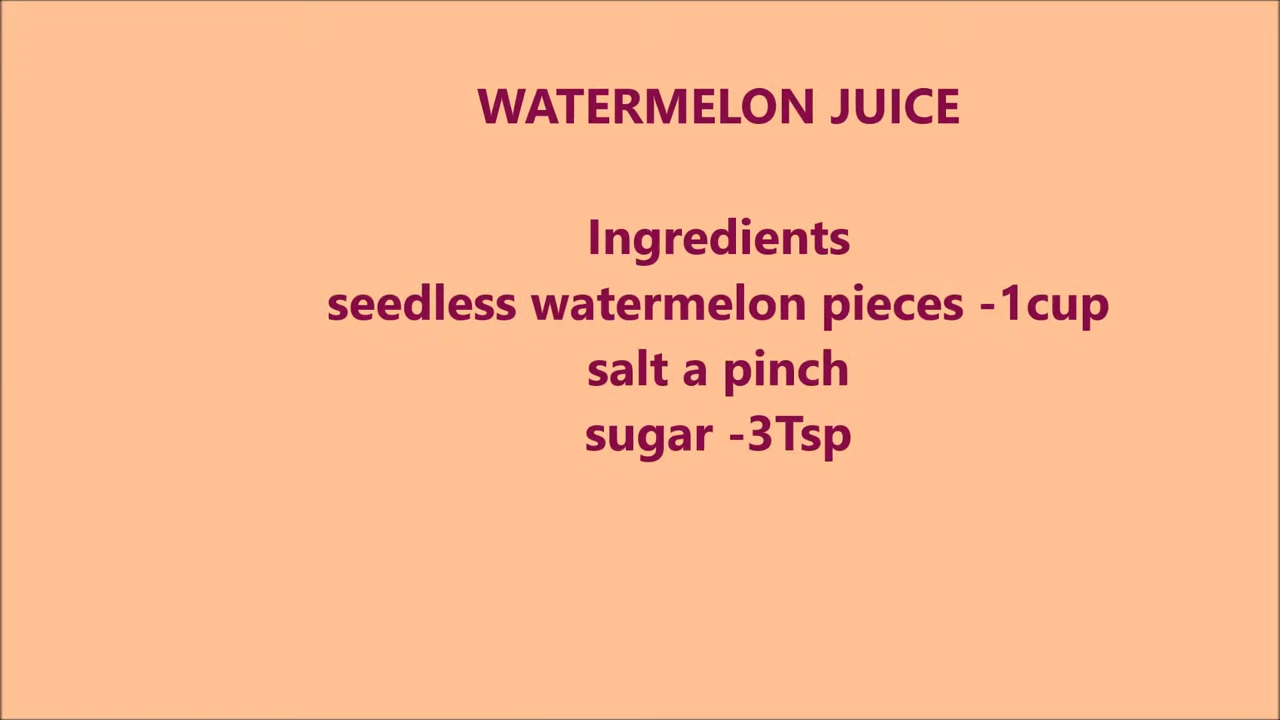 WATERMELON JUICE
Ingredients
seedless watermelon pieces -1cup
salt a pinch
sugar -3Tsp